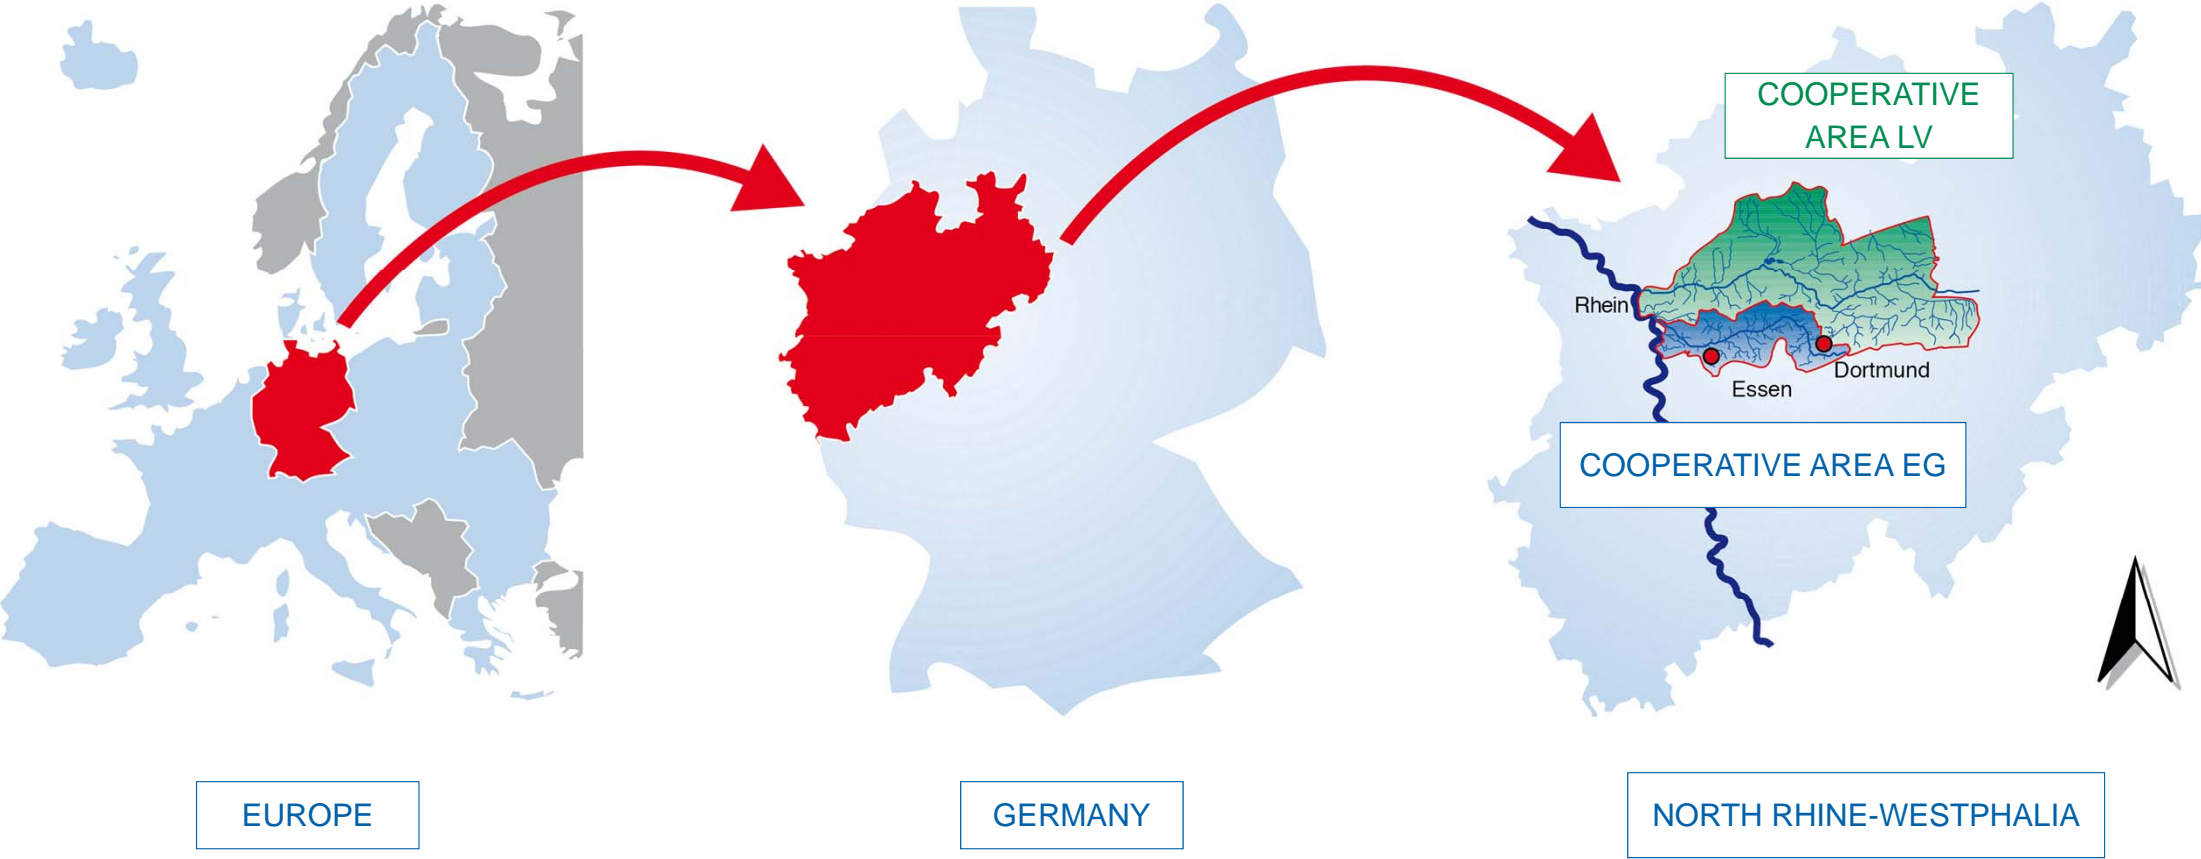 COOPERATIVE
AREA LV
Rhein
Dortmund
Essen
COOPERATIVE AREA EG
EUROPE
GERMANY
NORTH RHINE-WESTPHALIA